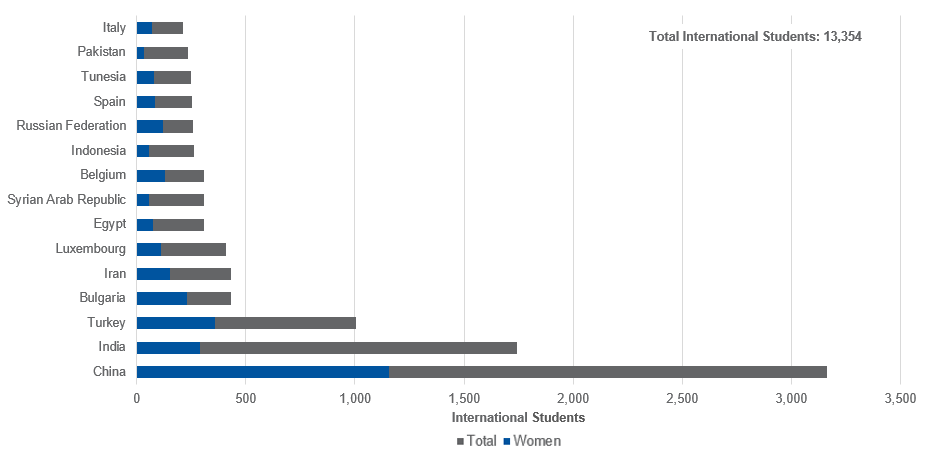 Total International Students: 13,354
Italy
Pakistan
Tunesia
Spain
Russian Federation
Indonesia
Belgium
Syrian Arab Republic
Egypt
Luxembourg
Iran
Bulgaria
Turkey
India
China
0 500 1,000 1,500 2,000 2,500 3,000 3,500
International Students
Total Women